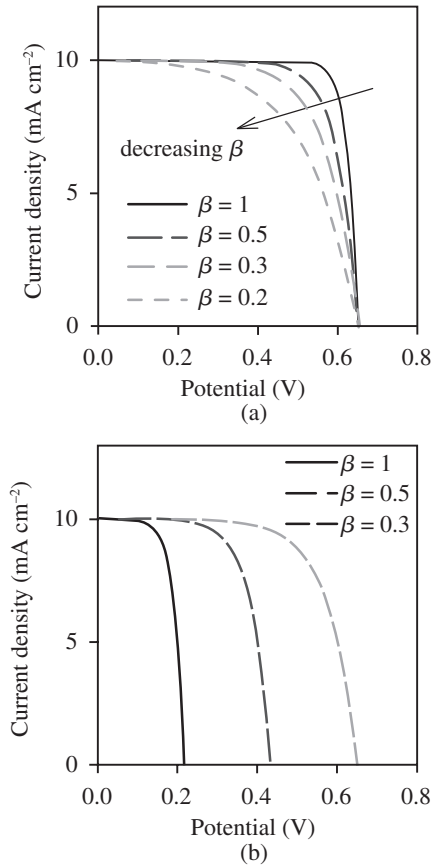 10
5
0
Current density (mA cm⁻²)
decreasing β
β = 1
β = 0.5
β = 0.3
β = 0.2
0.0 0.2 0.4 0.6 0.8
Potential (V)
(a)
β = 1
β = 0.5
β = 0.3
10
5
0
Current density (mA cm⁻²)
0.0 0.2 0.4 0.6 0.8
Potential (V)
(b)